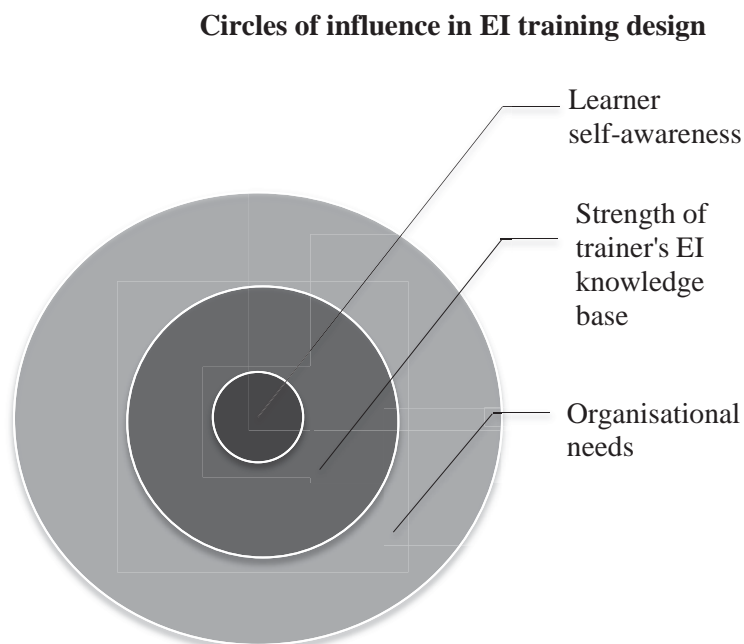 Circles of influence in EI training design
Learner
self-awareness
Strength of
trainer's EI
knowledge
base
Organisational
needs